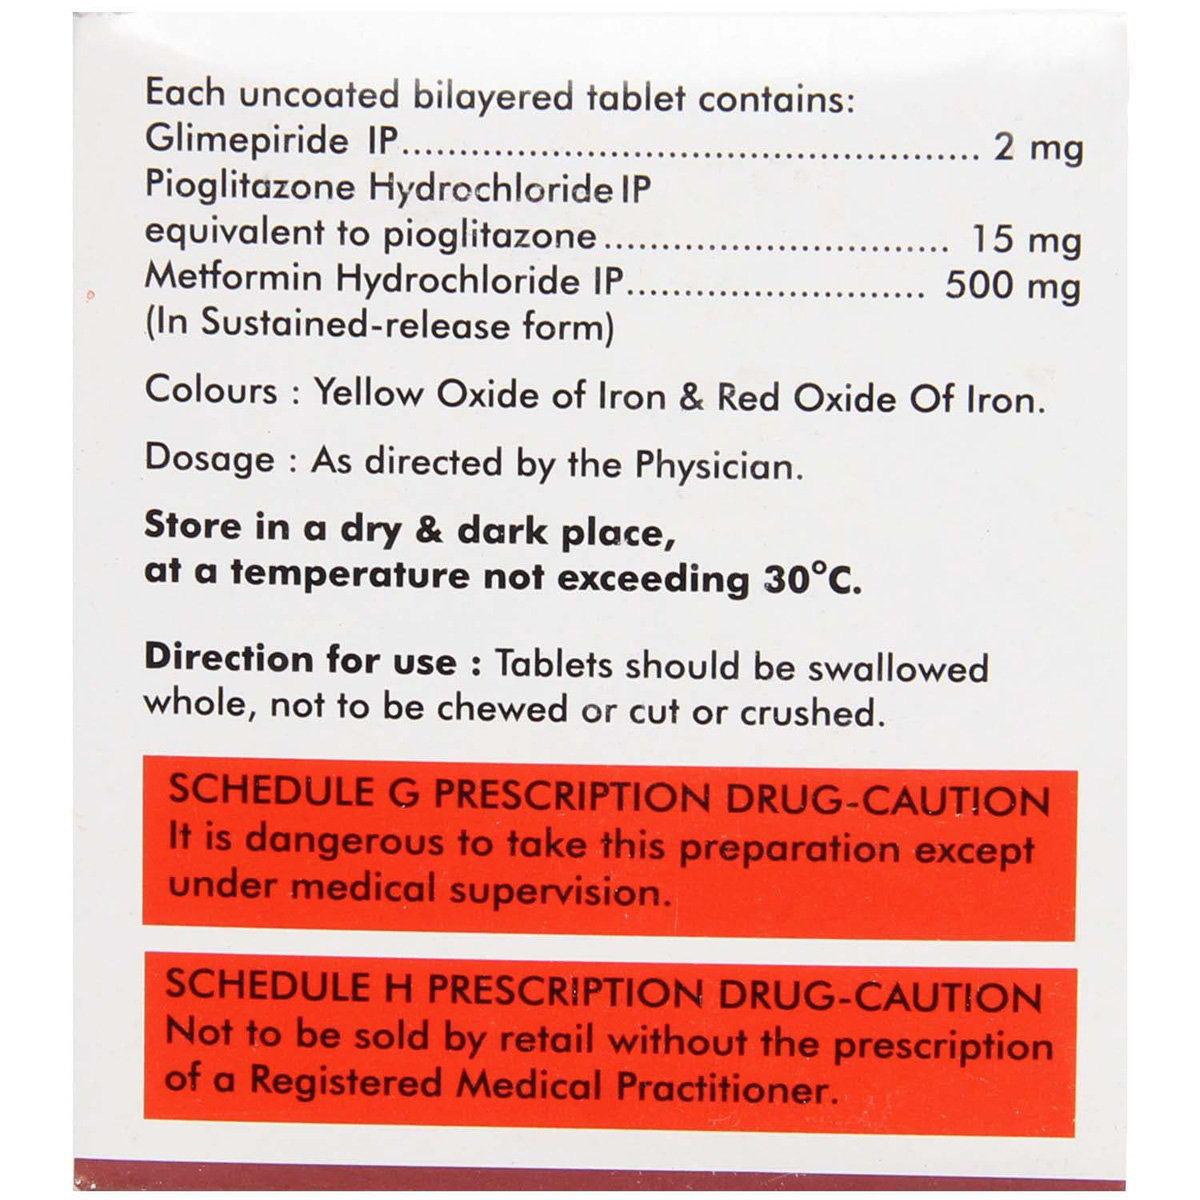 Each uncoated bilayered tablet contains:
Glimepiride IP.................................................... 2 mg
Pioglitazone Hydrochloride IP
equivalent to pioglitazone.............................. 15 mg
Metformin Hydrochloride IP........................... 500 mg
(In Sustained-release form)
Colours : Yellow Oxide of Iron & Red Oxide Of Iron.
Dosage : As directed by the Physician.
Store in a dry & dark place,
at a temperature not exceeding 30°C.
Direction for use : Tablets should be swallowed
whole, not to be chewed or cut or crushed.
SCHEDULE G PRESCRIPTION DRUG-CAUTION
It is dangerous to take this preparation except
under medical supervision.
SCHEDULE H PRESCRIPTION DRUG-CAUTION
Not to be sold by retail without the prescription
of a Registered Medical Practitioner.